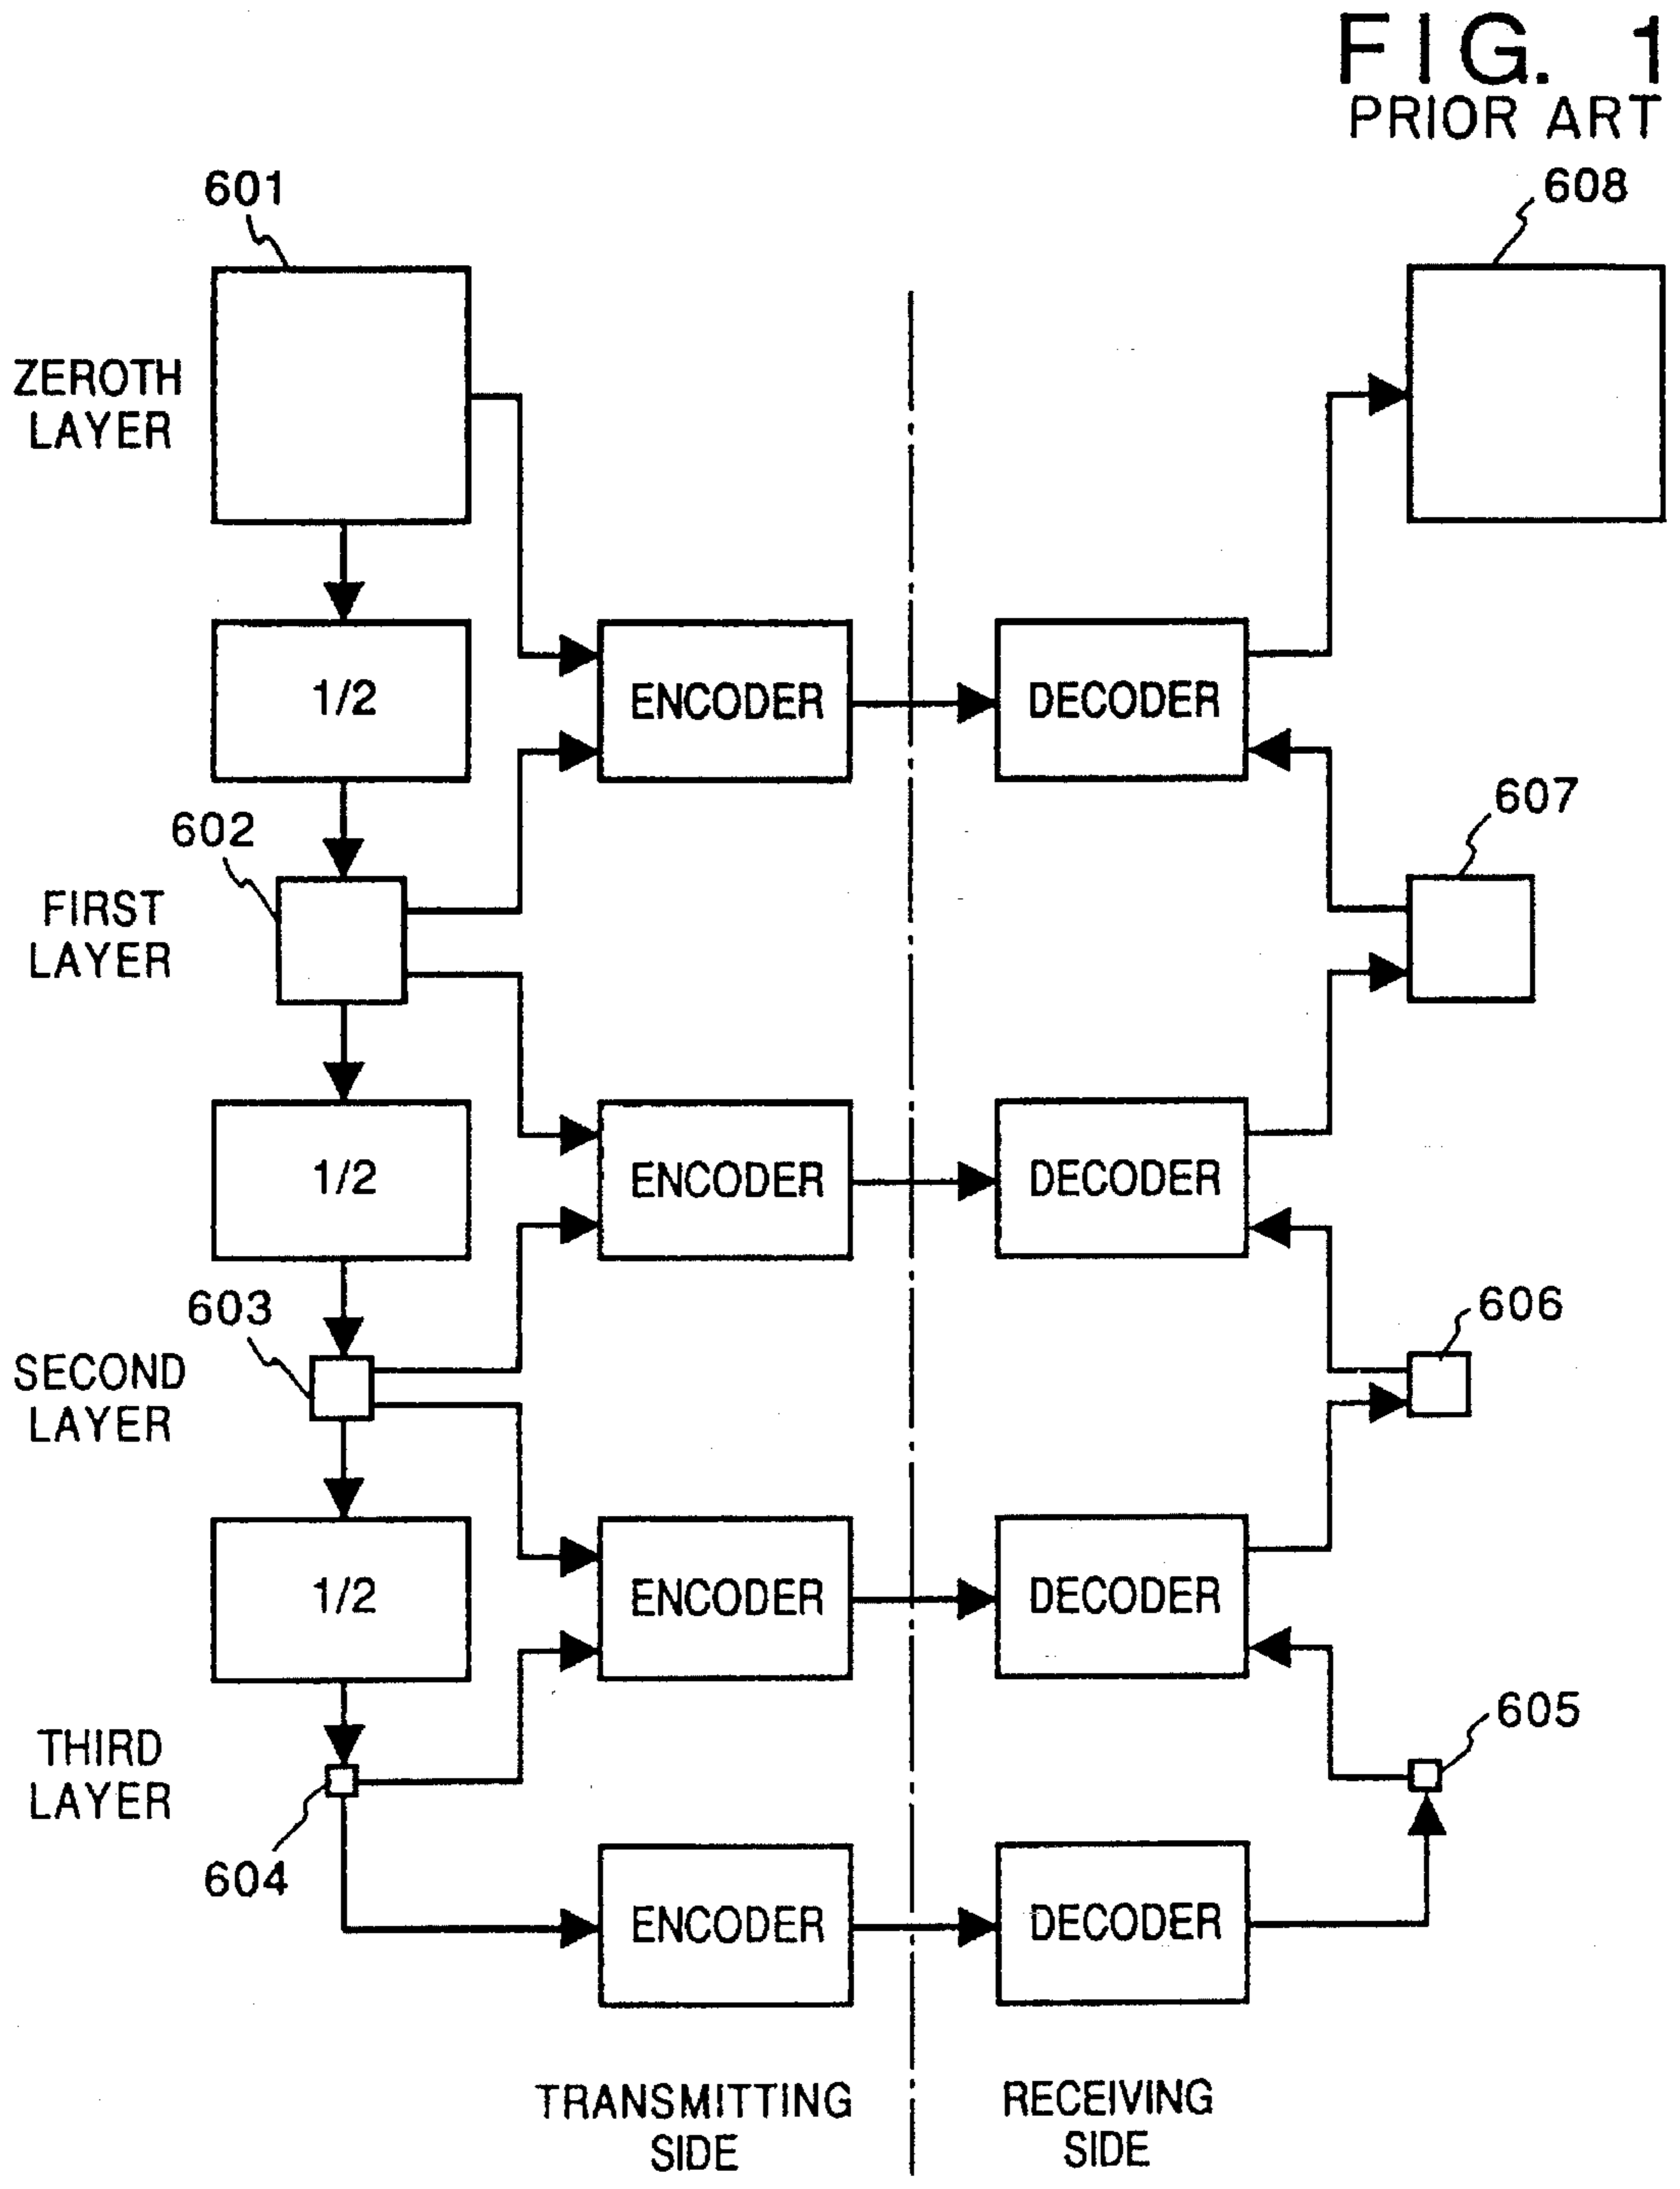 FIG. 1
PRIOR ART
601
608
ZEROTH
LAYER
1/2
ENCODER
DECODER
602
607
FIRST
LAYER
1/2
ENCODER
DECODER
603
606
SECOND
LAYER
1/2
ENCODER
DECODER
605
THIRD
LAYER
604
ENCODER
DECODER
TRANSMITTING
SIDE
RECEIVING
SIDE